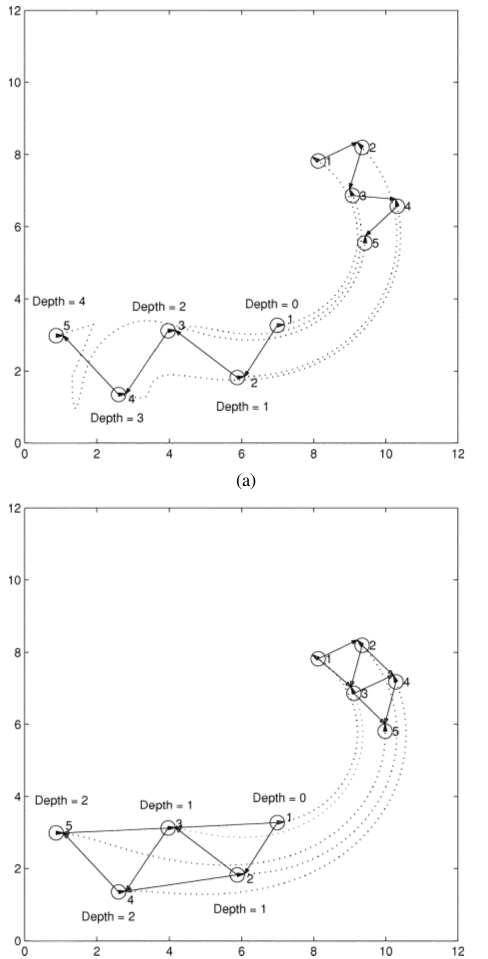 12
10
8
6
4
2
0
0 2 4 6 8 10 12
1
2
3
4
5
Depth = 4
Depth = 2
Depth = 0
5
3
1
4
2
Depth = 3
Depth = 1
(a)
12
10
8
6
4
2
0
0 2 4 6 8 10 12
1
2
3
4
5
Depth = 2
Depth = 1
Depth = 0
5
3
1
4
2
Depth = 2
Depth = 1